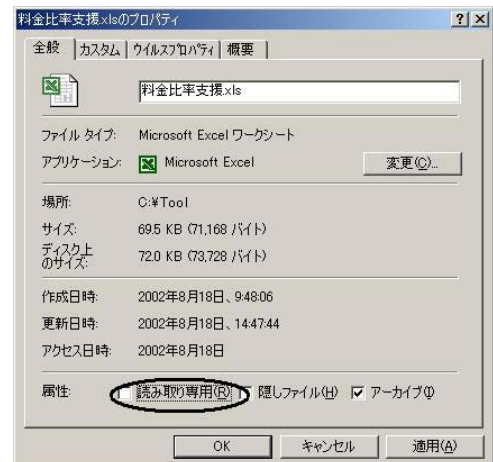 料金比率支援.xlsのプロパティ
全般 カスタム ウイルスプロパティ 概要
料金比率支援.xls
ファイル タイプ: Microsoft Excel ワークシート
アプリケーション: Microsoft Excel 変更(C)...
場所: C:¥Tool
サイズ: 69.5 KB (71,168 バイト)
ディスク上
のサイズ: 72.0 KB (73,728 バイト)
作成日時: 2002年8月18日、9:48:06
更新日時: 2002年8月18日、14:47:44
アクセス日時: 2002年8月18日
属性: 読み取り専用(R) 隠しファイル(H) アーカイブ(I)
OK キャンセル 適用(A)